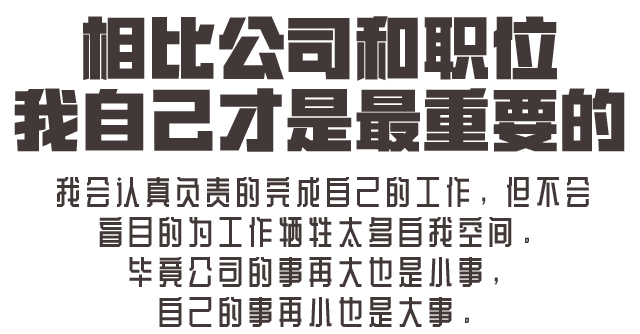 相比公司和职位
我自己才是最重要的
我会认真负责的完成自己的工作，但不会
盲目的为工作牺牲太多自我空间。
毕竟公司的事再大也是小事，
自己的事再小也是大事。